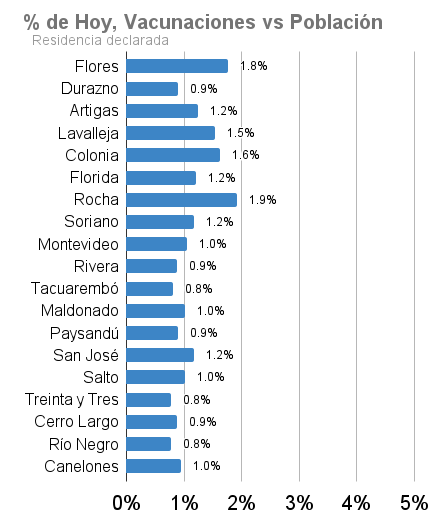 % de Hoy, Vacunaciones vs Población
Residencia declarada
Flores 1.8%
Durazno 0.9%
Artigas 1.2%
Lavalleja 1.5%
Colonia 1.6%
Florida 1.2%
Rocha 1.9%
Soriano 1.2%
Montevideo 1.0%
Rivera 0.9%
Tacuarembó 0.8%
Maldonado 1.0%
Paysandú 0.9%
San José 1.2%
Salto 1.0%
Treinta y Tres 0.8%
Cerro Largo 0.9%
Río Negro 0.8%
Canelones 1.0%
0% 1% 2% 3% 4% 5%